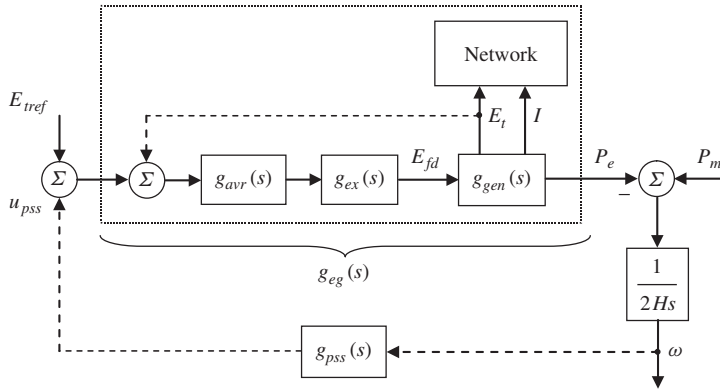 Network
E_tref
E_t
I
E_fd
P_e
P_m
Σ
Σ
g_avr(s)
g_ex(s)
g_gen(s)
Σ
−
u_pss
g_eg(s)
1
2Hs
g_pss(s)
ω